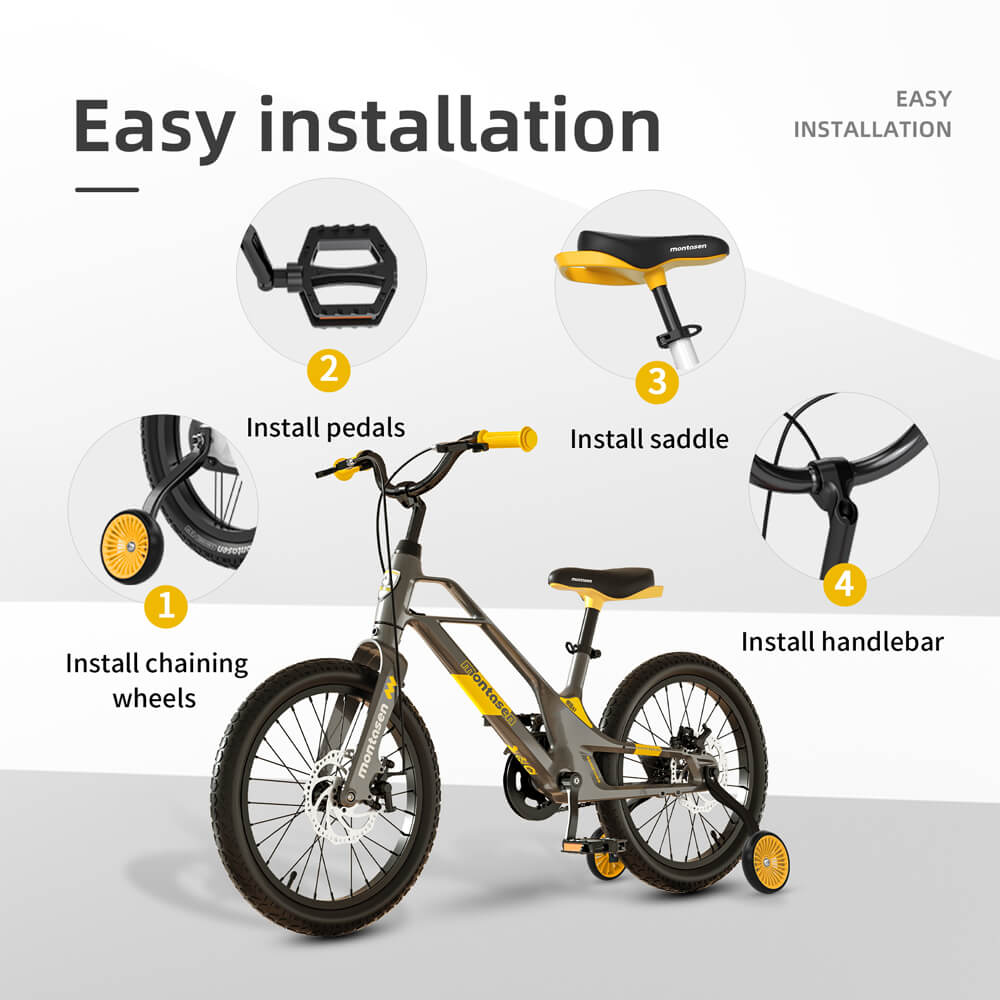 Easy installation
EASY
INSTALLATION
montasen
2
3
Install pedals
Install saddle
montasen
1
4
Install chaining
wheels
Install handlebar
montasen
montasen
montasen